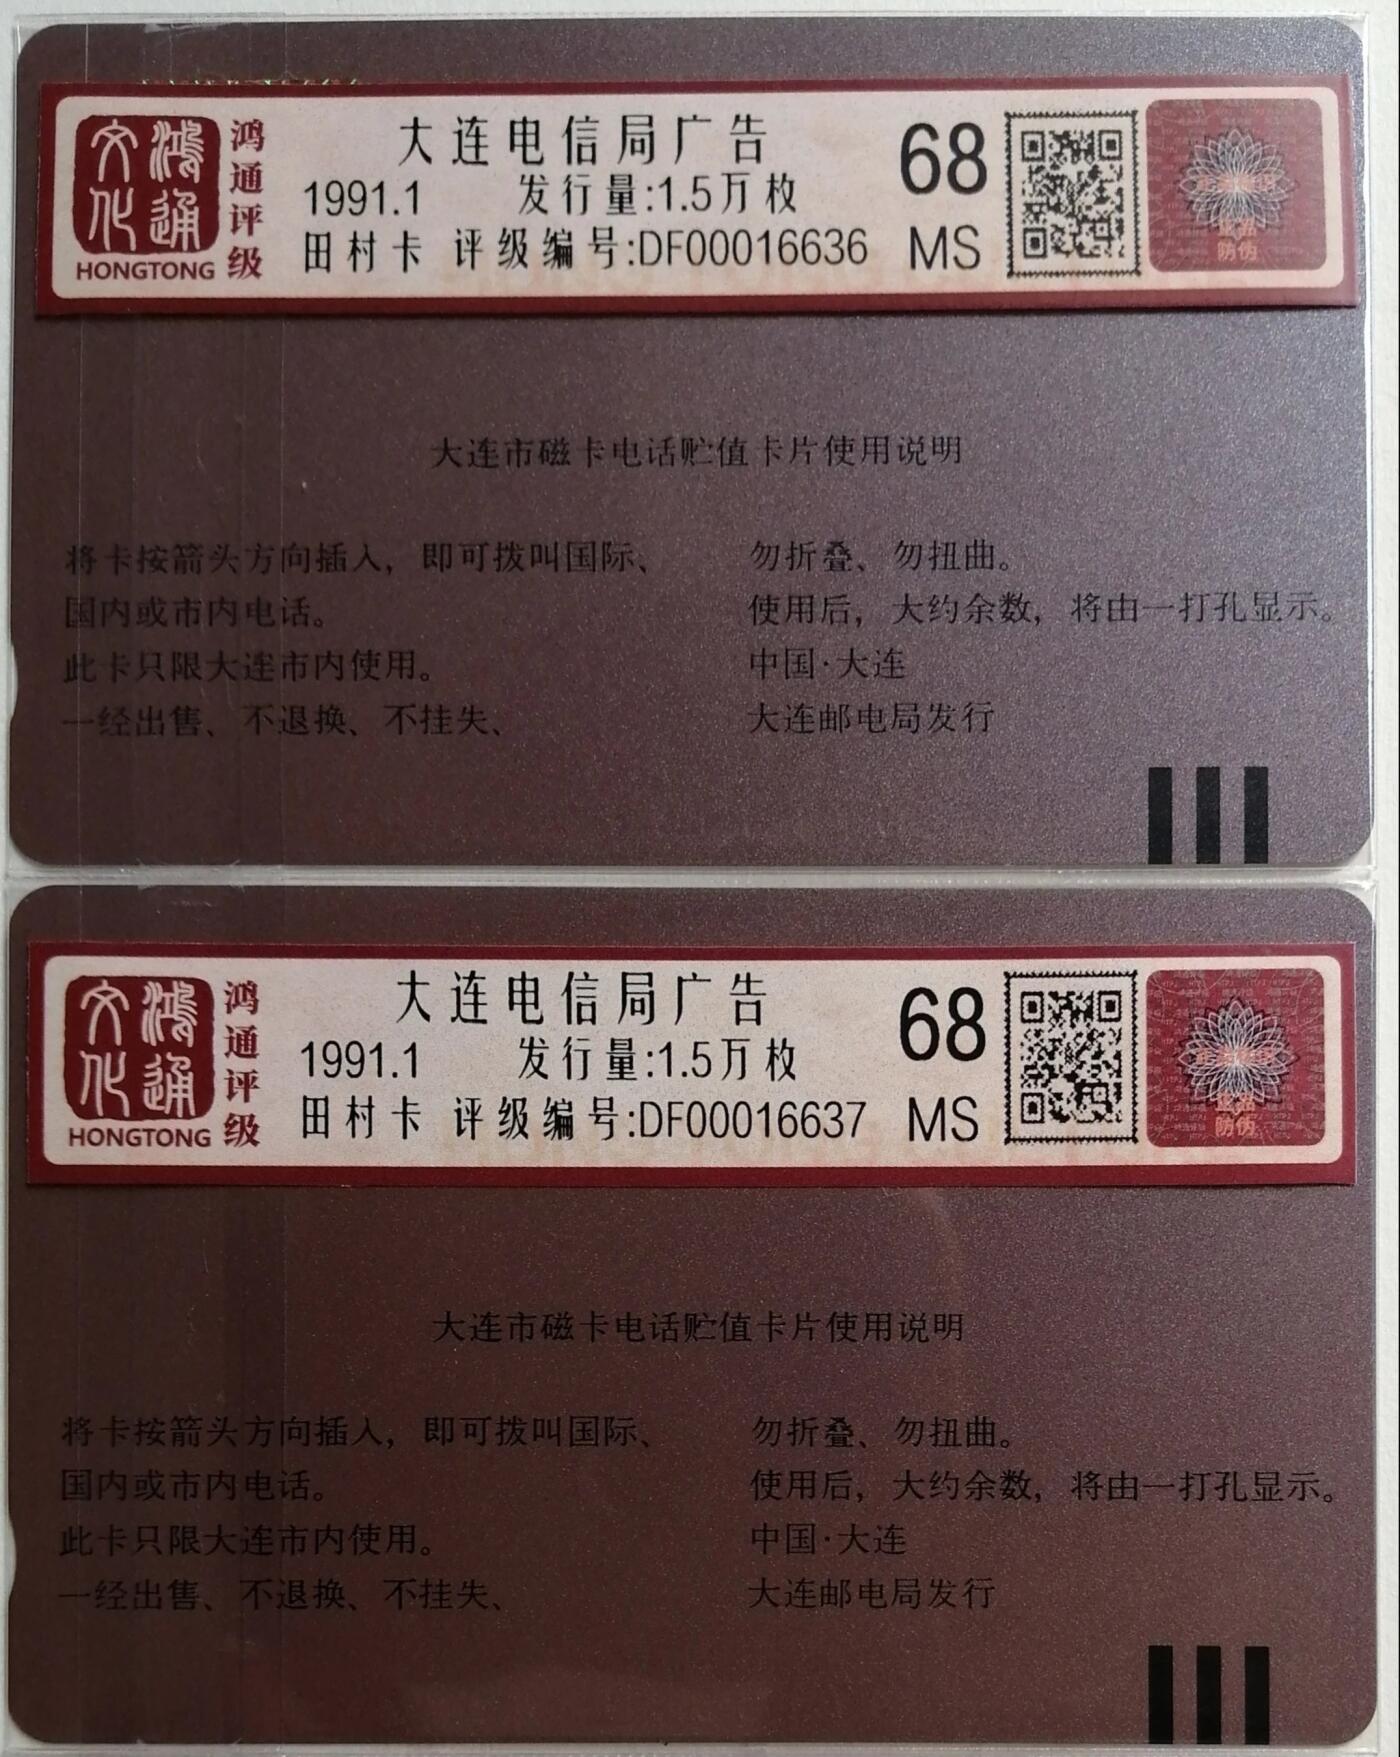 鸿通
文化
HONGTONG
鸿通评级
大连电信局广告
1991.1 发行量:1.5万枚
田村卡 评级编号:DF00016636
68
MS
防伪
大连市磁卡电话贮值卡片使用说明
将卡按箭头方向插入，即可拨叫国际、
国内或市内电话。
此卡只限大连市内使用。
一经出售、不退换、不挂失、
勿折叠、勿扭曲。
使用后，大约余数，将由一打孔显示。
中国·大连
大连邮电局发行
鸿通
文化
HONGTONG
鸿通评级
大连电信局广告
1991.1 发行量:1.5万枚
田村卡 评级编号:DF00016637
68
MS
防伪
大连市磁卡电话贮值卡片使用说明
将卡按箭头方向插入，即可拨叫国际、
国内或市内电话。
此卡只限大连市内使用。
一经出售、不退换、不挂失、
勿折叠、勿扭曲。
使用后，大约余数，将由一打孔显示。
中国·大连
大连邮电局发行